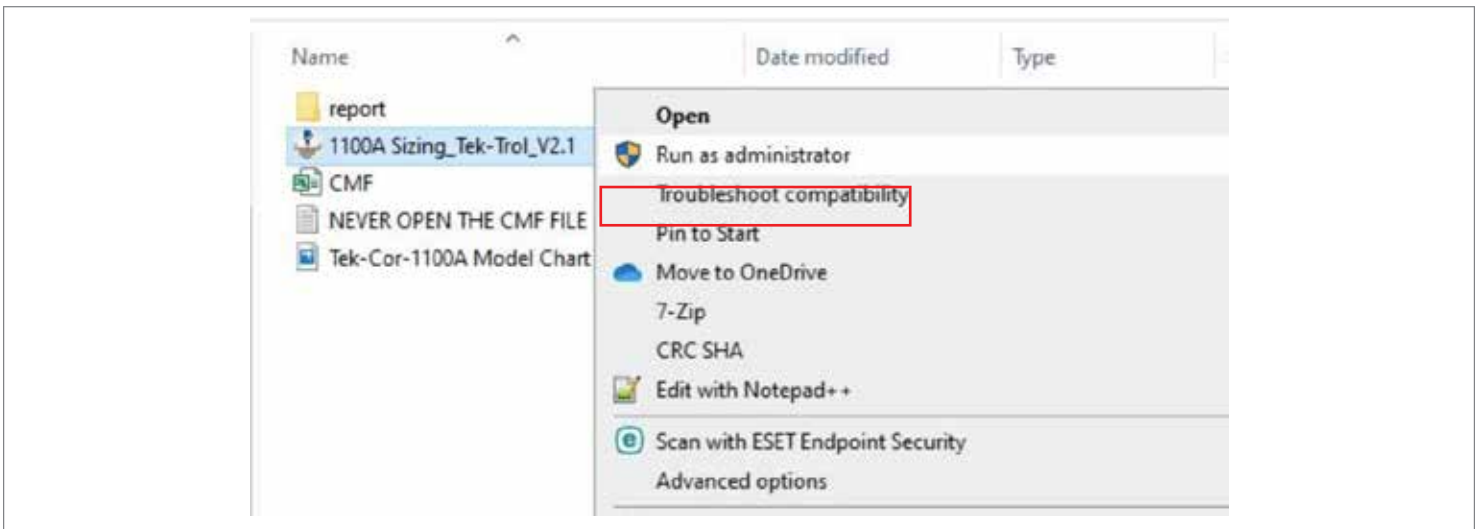 Name Date modified Type
report
1100A Sizing_Tek-Trol_V2.1
CMF
NEVER OPEN THE CMF FILE
Tek-Cor-1100A Model Chart
Open
Run as administrator
Troubleshoot compatibility
Pin to Start
Move to OneDrive
7-Zip
CRC SHA
Edit with Notepad++
Scan with ESET Endpoint Security
Advanced options